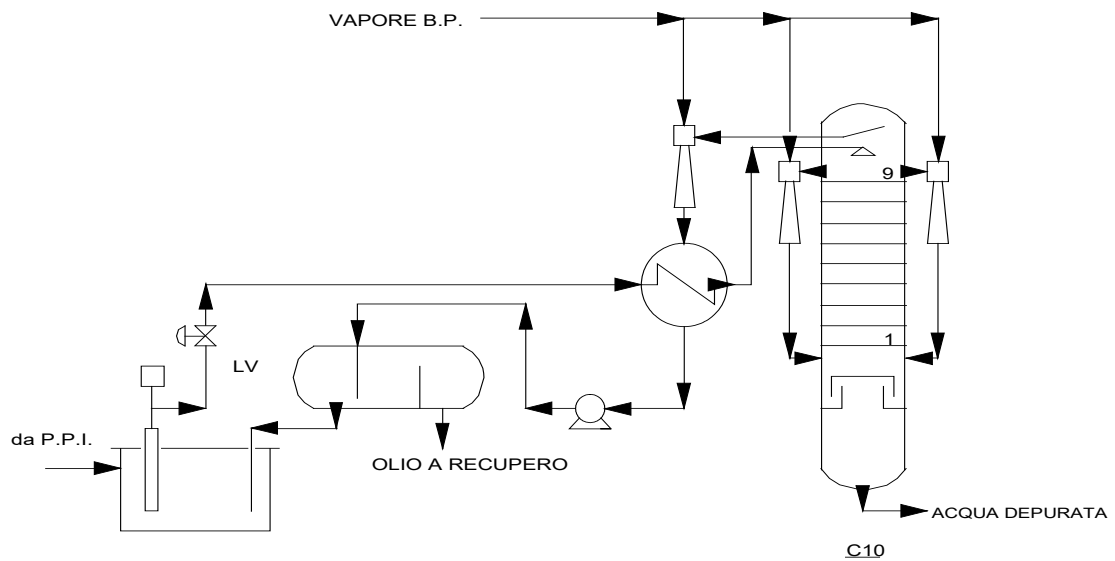 VAPORE B.P.
9
1
LV
da P.P.I.
OLIO A RECUPERO
ACQUA DEPURATA
C10